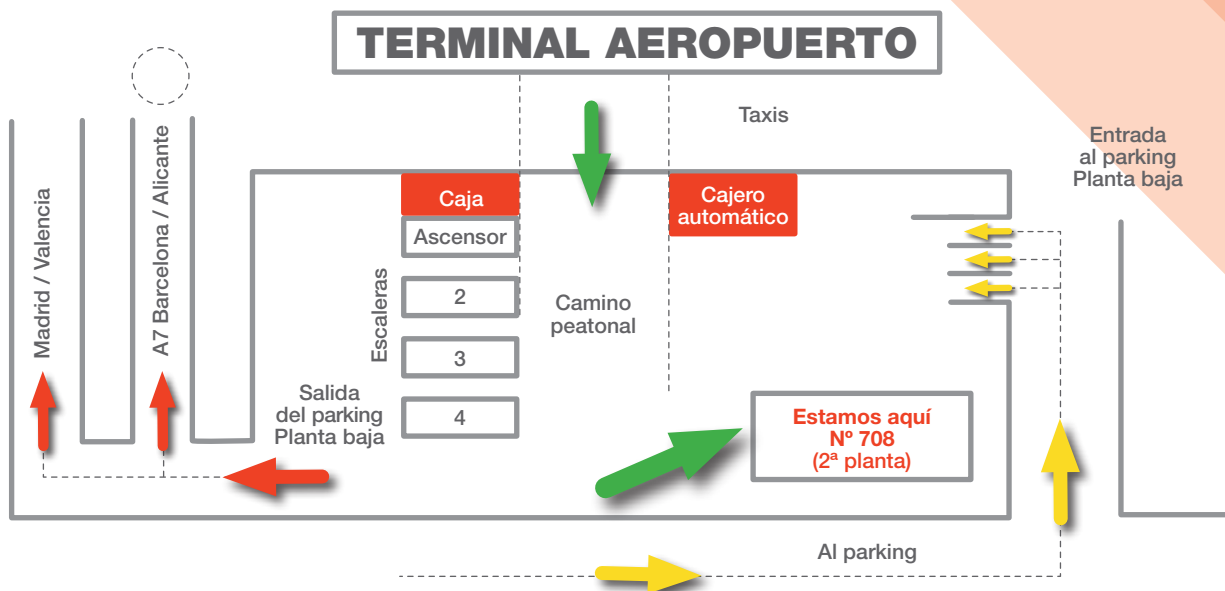 TERMINAL AEROPUERTO
Taxis
Entrada
al parking
Planta baja
Madrid / Valencia
A7 Barcelona / Alicante
Caja
Cajero
automático
Ascensor
Escaleras
2
3
4
Camino
peatonal
Salida
del parking
Planta baja
Estamos aquí
Nº 708
(2ª planta)
Al parking